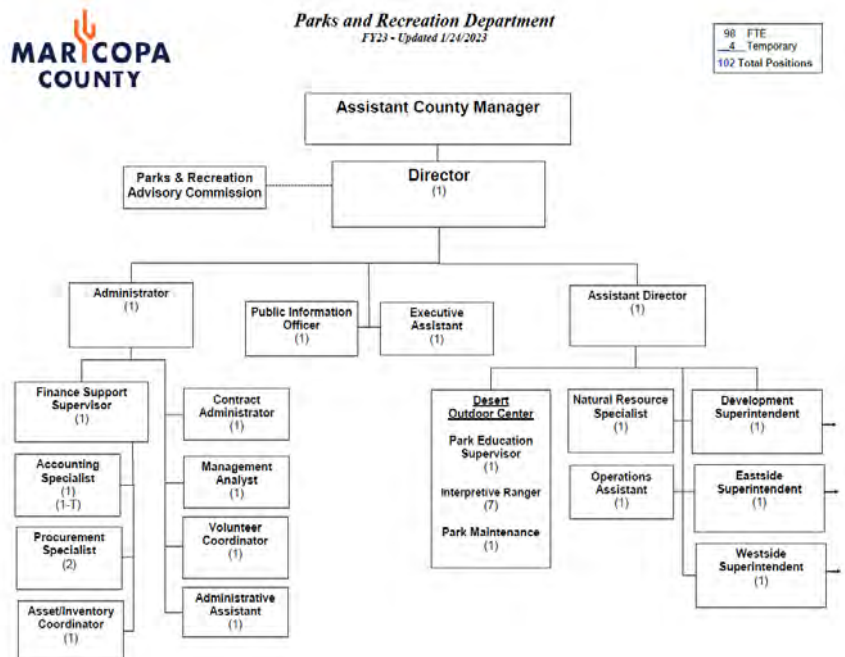 MARICOPA
COUNTY
Parks and Recreation Department
FY23 - Updated 1/24/2023
98 FTE
4 Temporary
102 Total Positions
Assistant County Manager
Parks & Recreation
Advisory Commission
Director
(1)
Administrator
(1)
Public Information
Officer
(1)
Executive
Assistant
(1)
Assistant Director
(1)
Finance Support
Supervisor
(1)
Accounting
Specialist
(1)
(1-T)
Procurement
Specialist
(2)
Asset/Inventory
Coordinator
(1)
Contract
Administrator
(1)
Management
Analyst
(1)
Volunteer
Coordinator
(1)
Administrative
Assistant
(1)
Desert
Outdoor Center
Park Education
Supervisor
(1)
Interpretive Ranger
(7)
Park Maintenance
(1)
Natural Resource
Specialist
(1)
Operations
Assistant
(1)
Development
Superintendent
(1)
Eastside
Superintendent
(1)
Westside
Superintendent
(1)